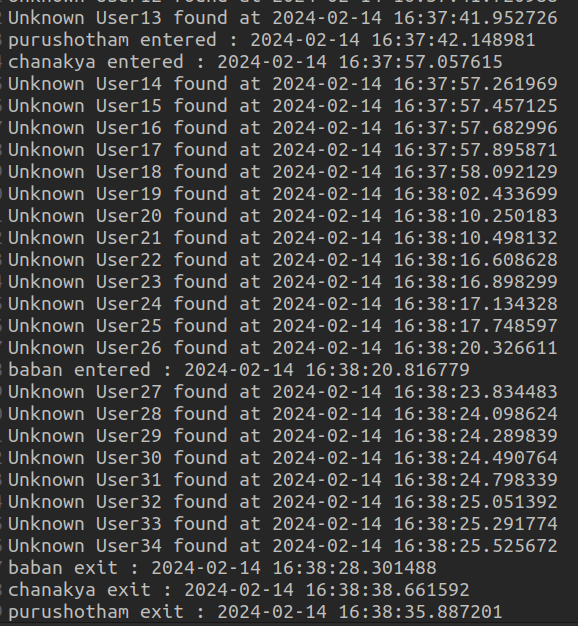 Unknown User13 found at 2024-02-14 16:37:41.952726
purushotham entered : 2024-02-14 16:37:42.148981
chanakya entered : 2024-02-14 16:37:57.057615
Unknown User14 found at 2024-02-14 16:37:57.261969
Unknown User15 found at 2024-02-14 16:37:57.457125
Unknown User16 found at 2024-02-14 16:37:57.682996
Unknown User17 found at 2024-02-14 16:37:57.895871
Unknown User18 found at 2024-02-14 16:37:58.092129
Unknown User19 found at 2024-02-14 16:38:02.433699
Unknown User20 found at 2024-02-14 16:38:10.250183
Unknown User21 found at 2024-02-14 16:38:10.498132
Unknown User22 found at 2024-02-14 16:38:16.608628
Unknown User23 found at 2024-02-14 16:38:16.898299
Unknown User24 found at 2024-02-14 16:38:17.134328
Unknown User25 found at 2024-02-14 16:38:17.748597
Unknown User26 found at 2024-02-14 16:38:20.326611
baban entered : 2024-02-14 16:38:20.816779
Unknown User27 found at 2024-02-14 16:38:23.834483
Unknown User28 found at 2024-02-14 16:38:24.098624
Unknown User29 found at 2024-02-14 16:38:24.289839
Unknown User30 found at 2024-02-14 16:38:24.490764
Unknown User31 found at 2024-02-14 16:38:24.798339
Unknown User32 found at 2024-02-14 16:38:25.051392
Unknown User33 found at 2024-02-14 16:38:25.291774
Unknown User34 found at 2024-02-14 16:38:25.525672
baban exit : 2024-02-14 16:38:28.301488
chanakya exit : 2024-02-14 16:38:38.661592
purushotham exit : 2024-02-14 16:38:35.887201